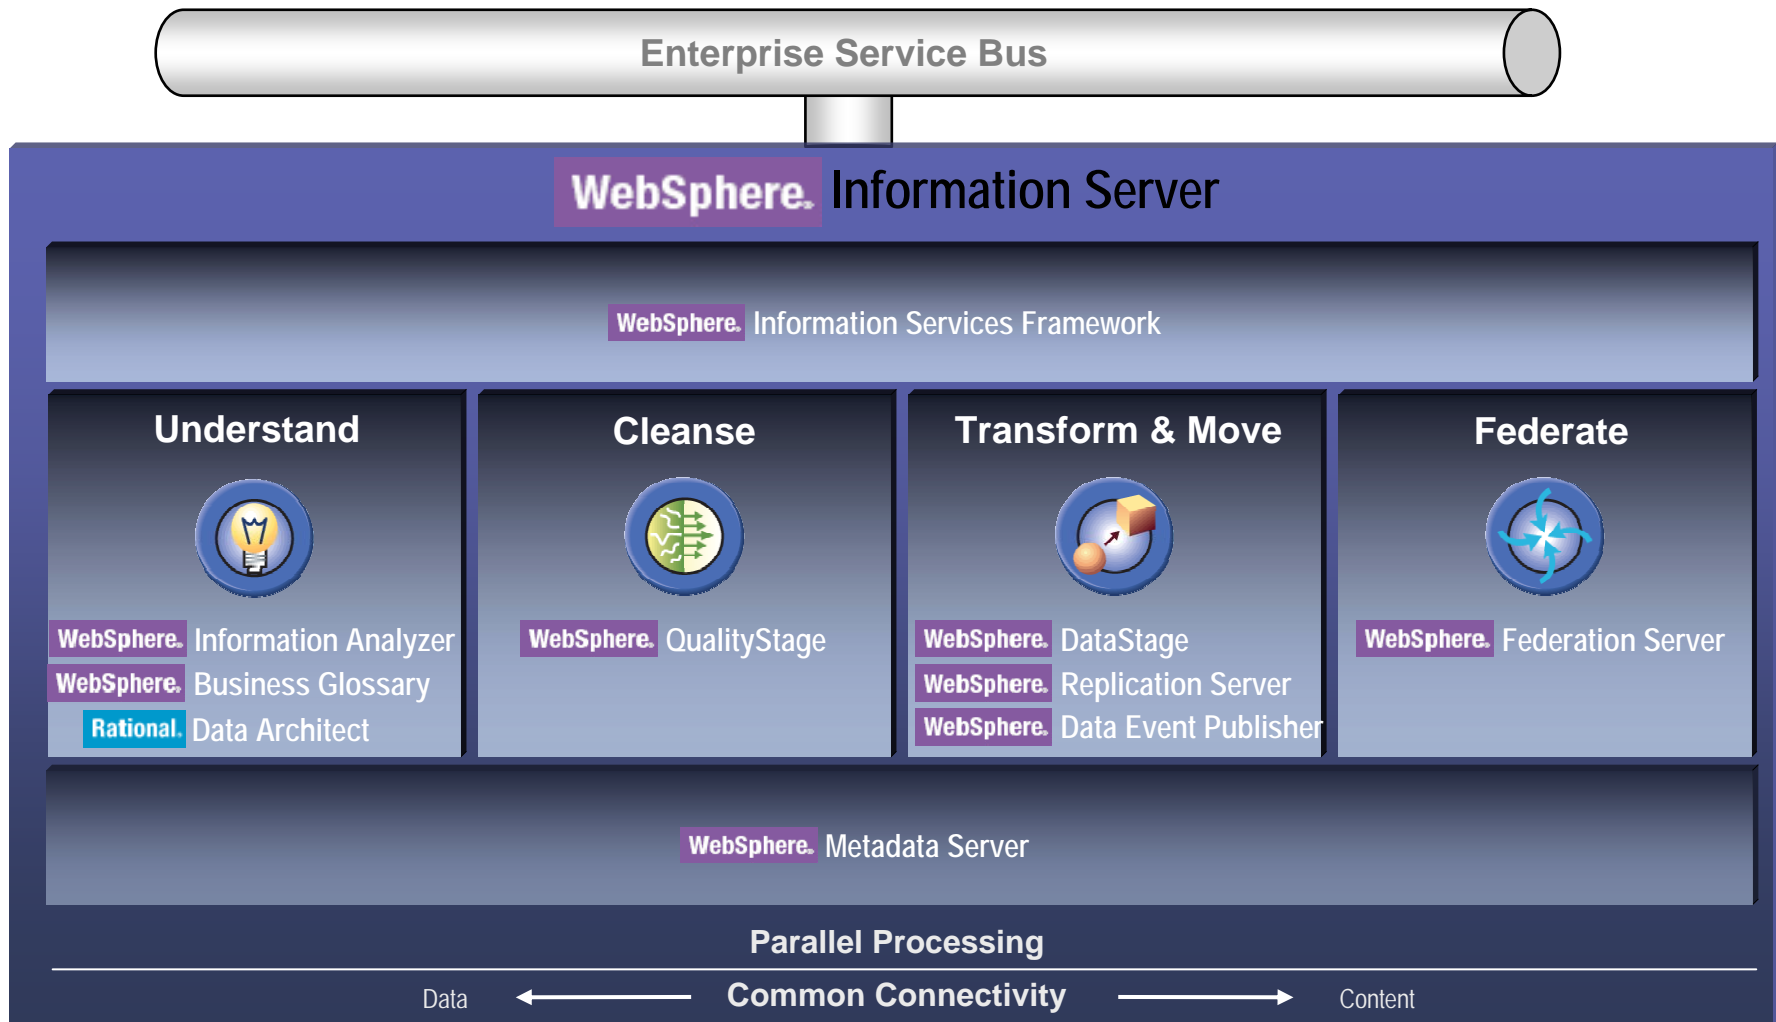 Enterprise Service Bus
WebSphere® Information Server
WebSphere® Information Services Framework
Understand
WebSphere® Information Analyzer
WebSphere® Business Glossary
Rational® Data Architect
Cleanse
WebSphere® QualityStage
Transform & Move
WebSphere® DataStage
WebSphere® Replication Server
WebSphere® Data Event Publisher
Federate
WebSphere® Federation Server
WebSphere® Metadata Server
Parallel Processing
Data Common Connectivity Content